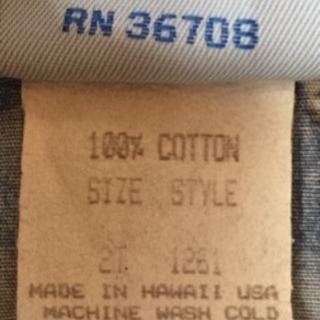 RN 36708
100% COTTON
SIZE STYLE
2T 1261
MADE IN HAWAII USA
MACHINE WASH COLD